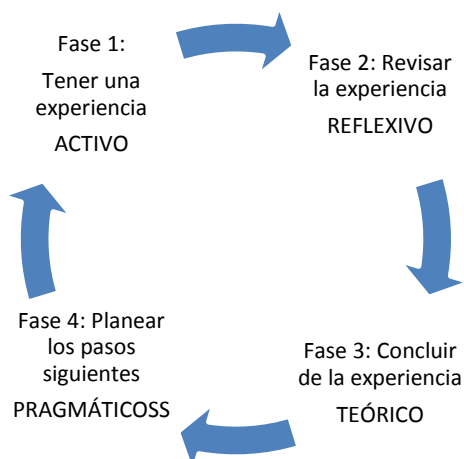 Fase 1:
Tener una
experiencia
ACTIVO
Fase 2: Revisar
la experiencia
REFLEXIVO
Fase 3: Concluir
de la experiencia
TEÓRICO
Fase 4: Planear
los pasos
siguientes
PRAGMÁTICOSS